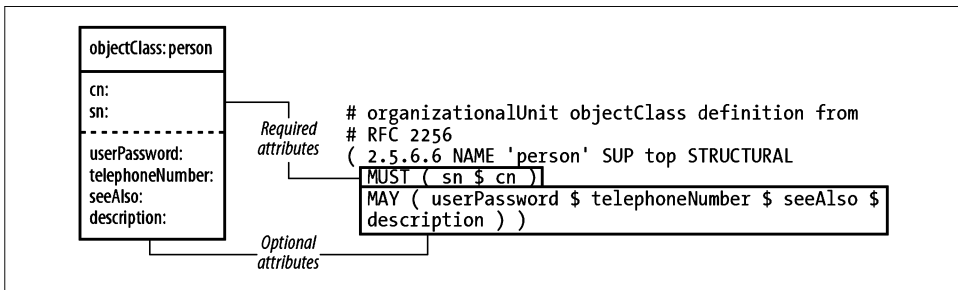 objectClass: person
cn:
sn:
userPassword:
telephoneNumber:
seeAlso:
description:
Required
attributes
Optional
attributes
# organizationalUnit objectClass definition from
# RFC 2256
( 2.5.6.6 NAME 'person' SUP top STRUCTURAL
MUST ( sn $ cn )
MAY ( userPassword $ telephoneNumber $ seeAlso $
description ) )